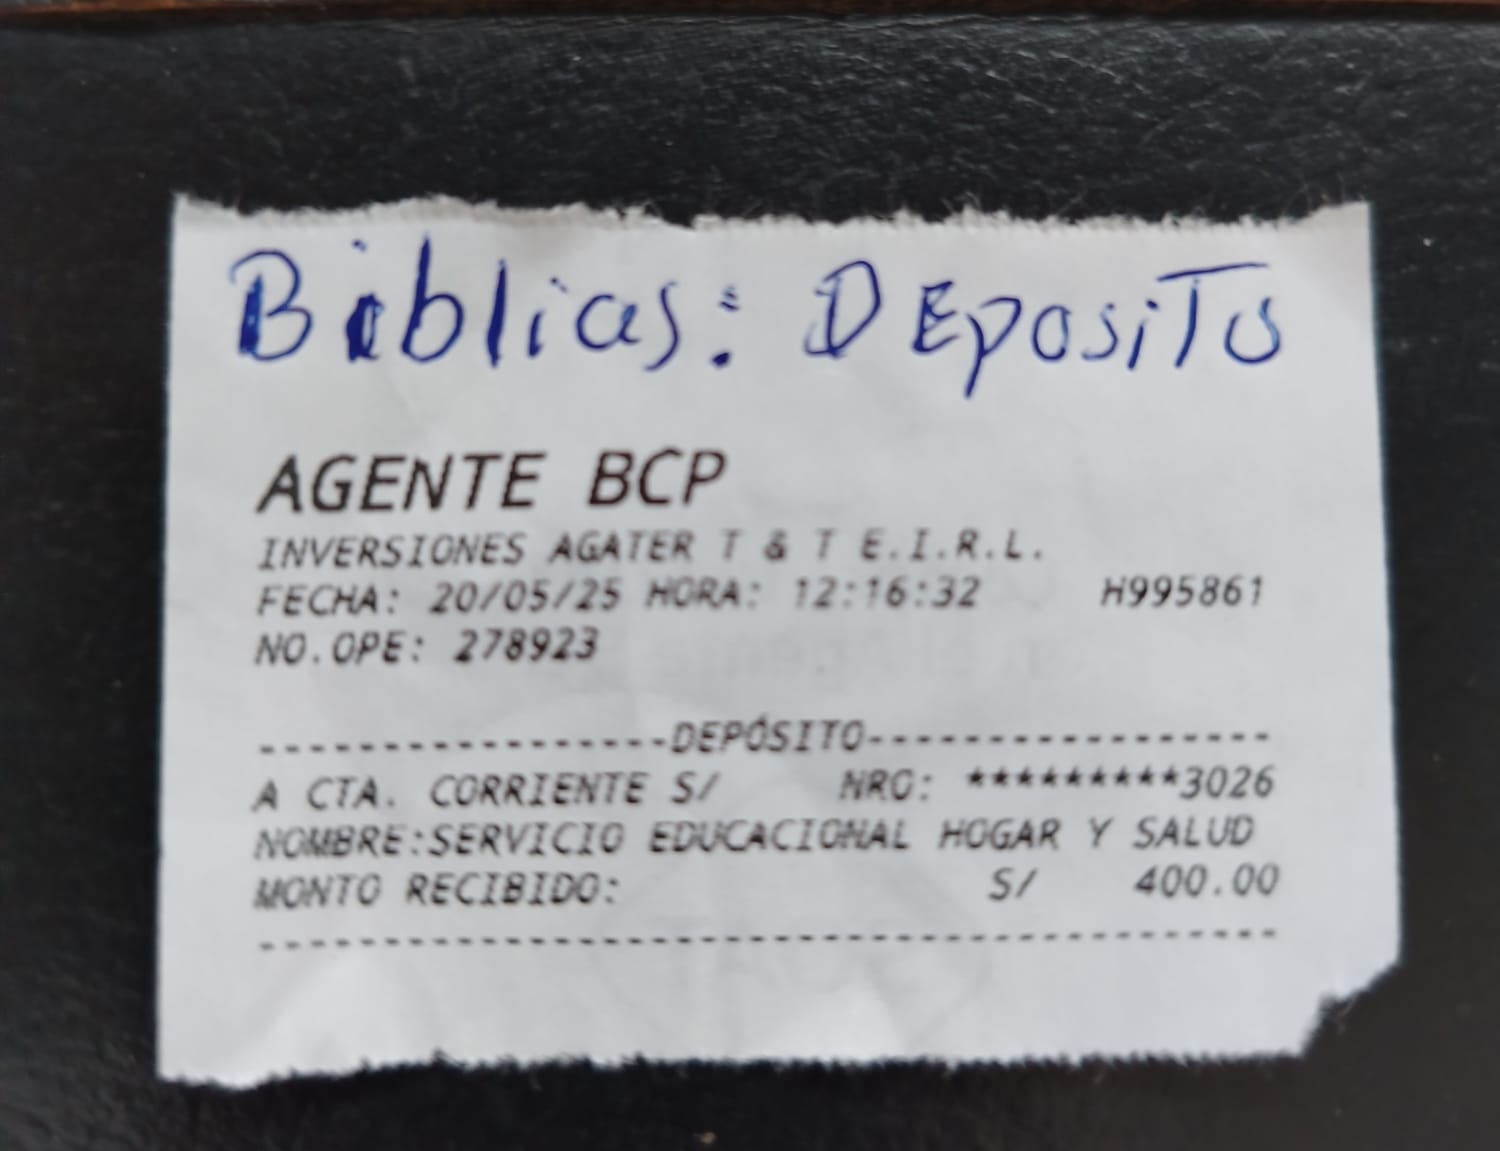 Biblias: DEpositos
AGENTE BCP
INVERSIONES AGATER T & T E.I.R.L.
FECHA: 20/05/25 HORA: 12:16:32 H995861
NO.OPE: 278923
-----------------DEPÓSITO-----------------
A CTA. CORRIENTE S/ NRO: *********3026
NOMBRE:SERVICIO EDUCACIONAL HOGAR Y SALUD
MONTO RECIBIDO: S/ 400.00
------------------------------------------